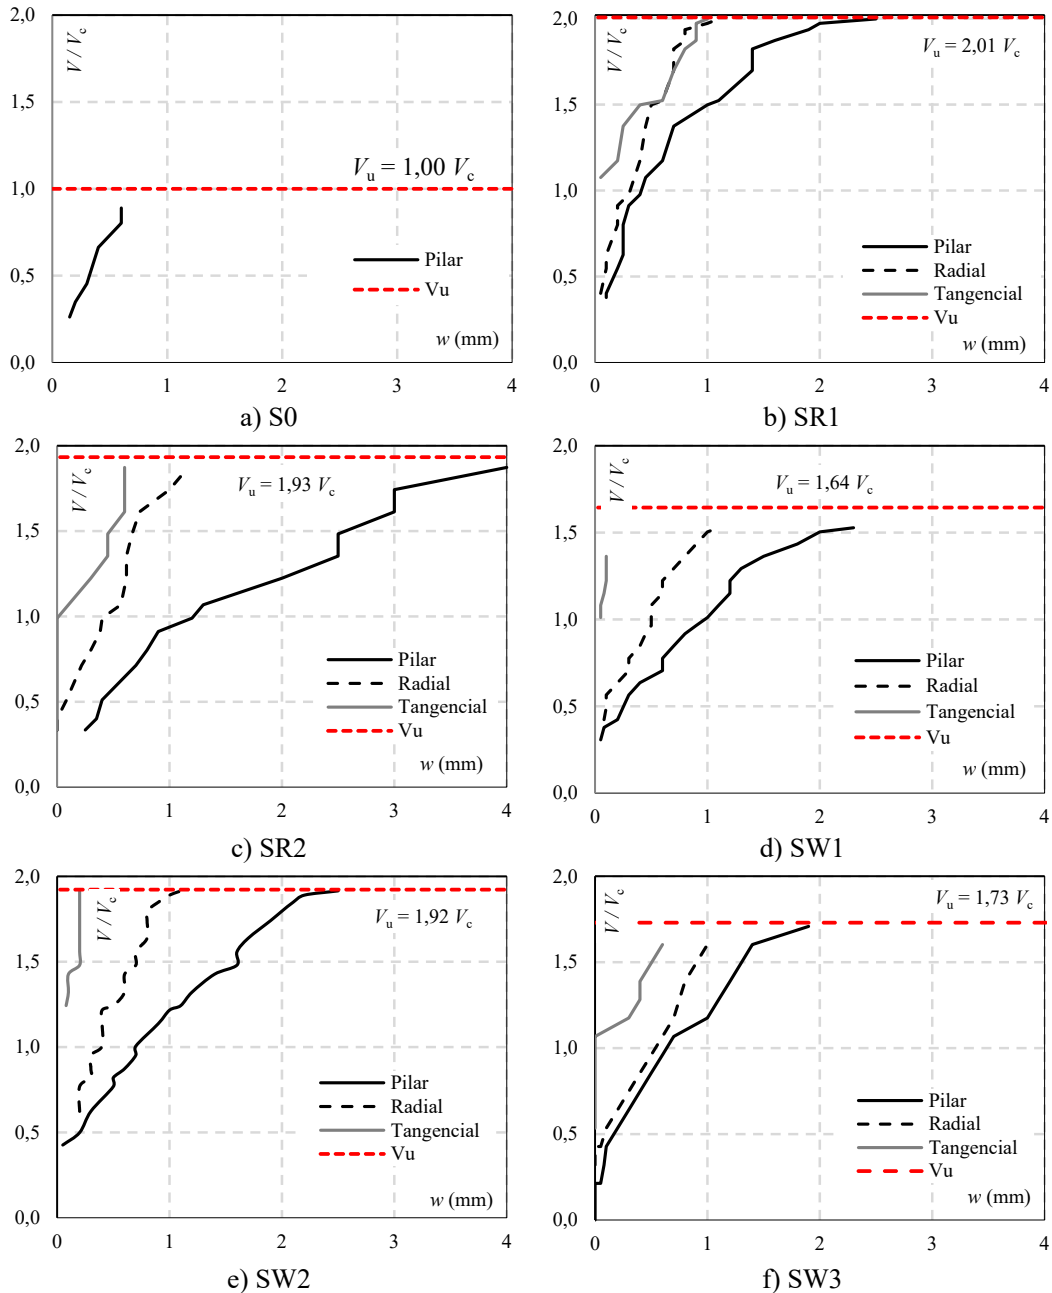 2,0
V / Vc
1,5
Vu = 1,00 Vc
1,0
0,5
Pilar
Vu
w (mm)
0,0
0 1 2 3 4
a) S0
2,0
V / Vc
Vu = 2,01 Vc
1,5
1,0
0,5
Pilar
Radial
Tangencial
Vu
w (mm)
0,0
0 1 2 3 4
b) SR1
2,0
V / Vc
Vu = 1,93 Vc
1,5
1,0
0,5
Pilar
Radial
Tangencial
Vu
w (mm)
0,0
0 1 2 3 4
c) SR2
2,0
V / Vc
Vu = 1,64 Vc
1,5
1,0
0,5
Pilar
Radial
Tangencial
Vu
w (mm)
0,0
0 1 2 3 4
d) SW1
2,0
V / Vc
Vu = 1,92 Vc
1,5
1,0
0,5
Pilar
Radial
Tangencial
Vu
w (mm)
0,0
0 1 2 3 4
e) SW2
2,0
V / Vc
Vu = 1,73 Vc
1,5
1,0
0,5
Pilar
Radial
Tangencial
Vu
w (mm)
0,0
0 1 2 3 4
f) SW3